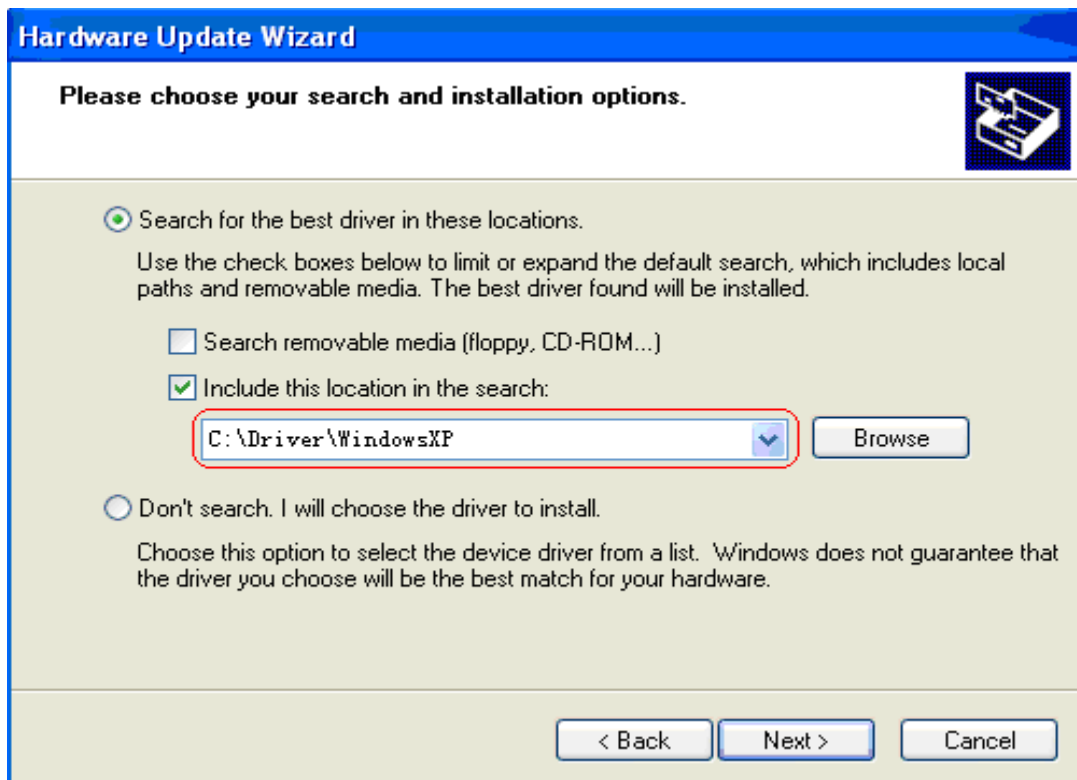 Hardware Update Wizard
Please choose your search and installation options.
Search for the best driver in these locations.
Use the check boxes below to limit or expand the default search, which includes local
paths and removable media. The best driver found will be installed.
Search removable media (floppy, CD-ROM...)
Include this location in the search:
C:\Driver\WindowsXP
Browse
Don't search. I will choose the driver to install.
Choose this option to select the device driver from a list.  Windows does not guarantee that
the driver you choose will be the best match for your hardware.
< Back
Next >
Cancel